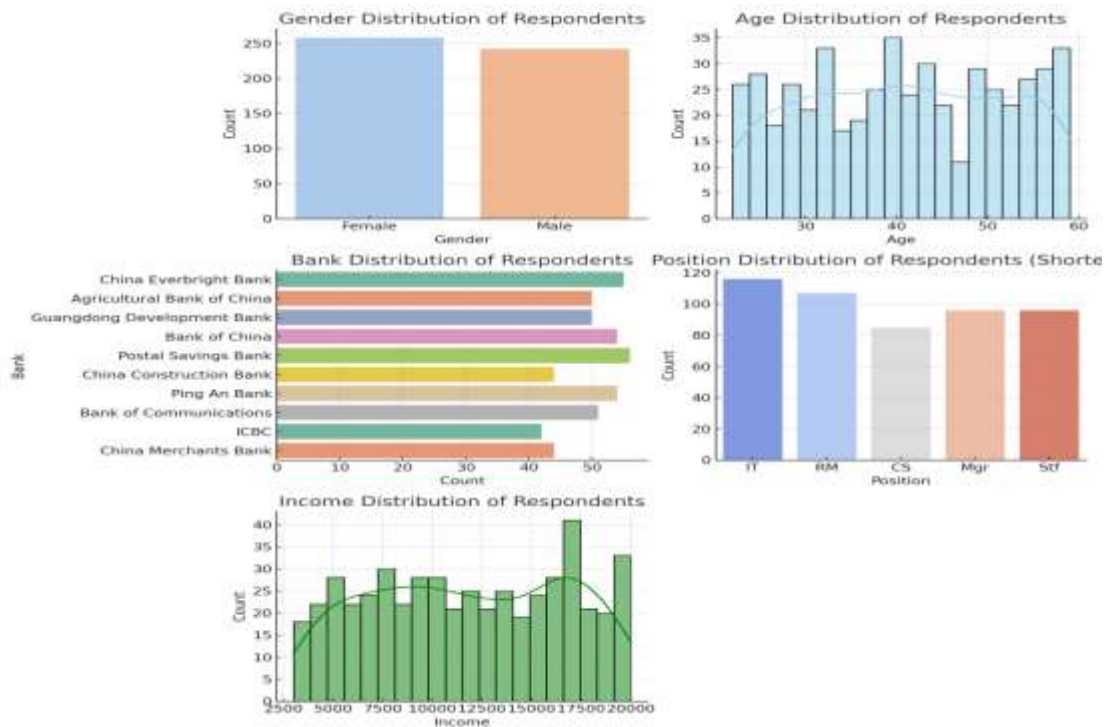 Gender Distribution of Respondents
250
200
150
100
50
0
Count
Female
Male
Gender
Age Distribution of Respondents
35
30
25
20
15
10
5
0
Count
30
40
50
60
Age
Bank Distribution of Respondents
Bank
China Everbright Bank
Agricultural Bank of China
Guangdong Development Bank
Bank of China
Postal Savings Bank
China Construction Bank
Ping An Bank
Bank of Communications
ICBC
China Merchants Bank
0
10
20
30
40
50
Count
Position Distribution of Respondents (Shorte
120
100
80
60
40
20
0
Count
IT
RM
CS
Mgr
Stf
Position
Income Distribution of Respondents
40
35
30
25
20
15
10
5
0
Count
2500
5000
7500
10000
12500
15000
17500
20000
Income